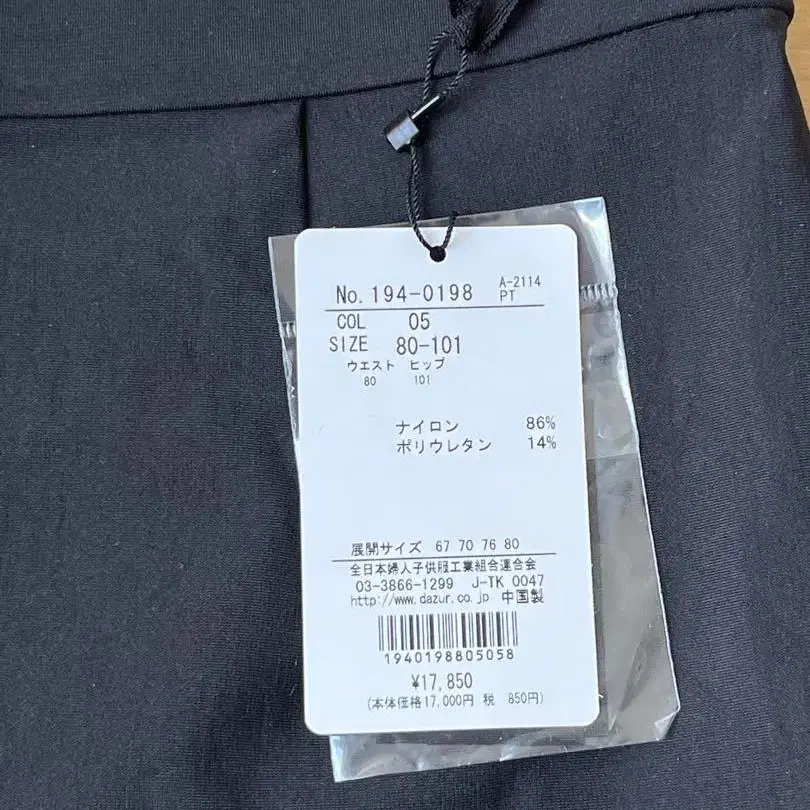 No. 194-0198 A-2114
PT
COL 05
SIZE 80-101
ウエスト ヒップ
80 101
ナイロン 86%
ポリウレタン 14%
展開サイズ 67 70 76 80
全日本婦人子供服工業組合連合会
03-3866-1299 J-TK 0047
http://www.dazur.co.jp 中国製
1940198805058
¥17,850
(本体価格17,000円 税 850円)